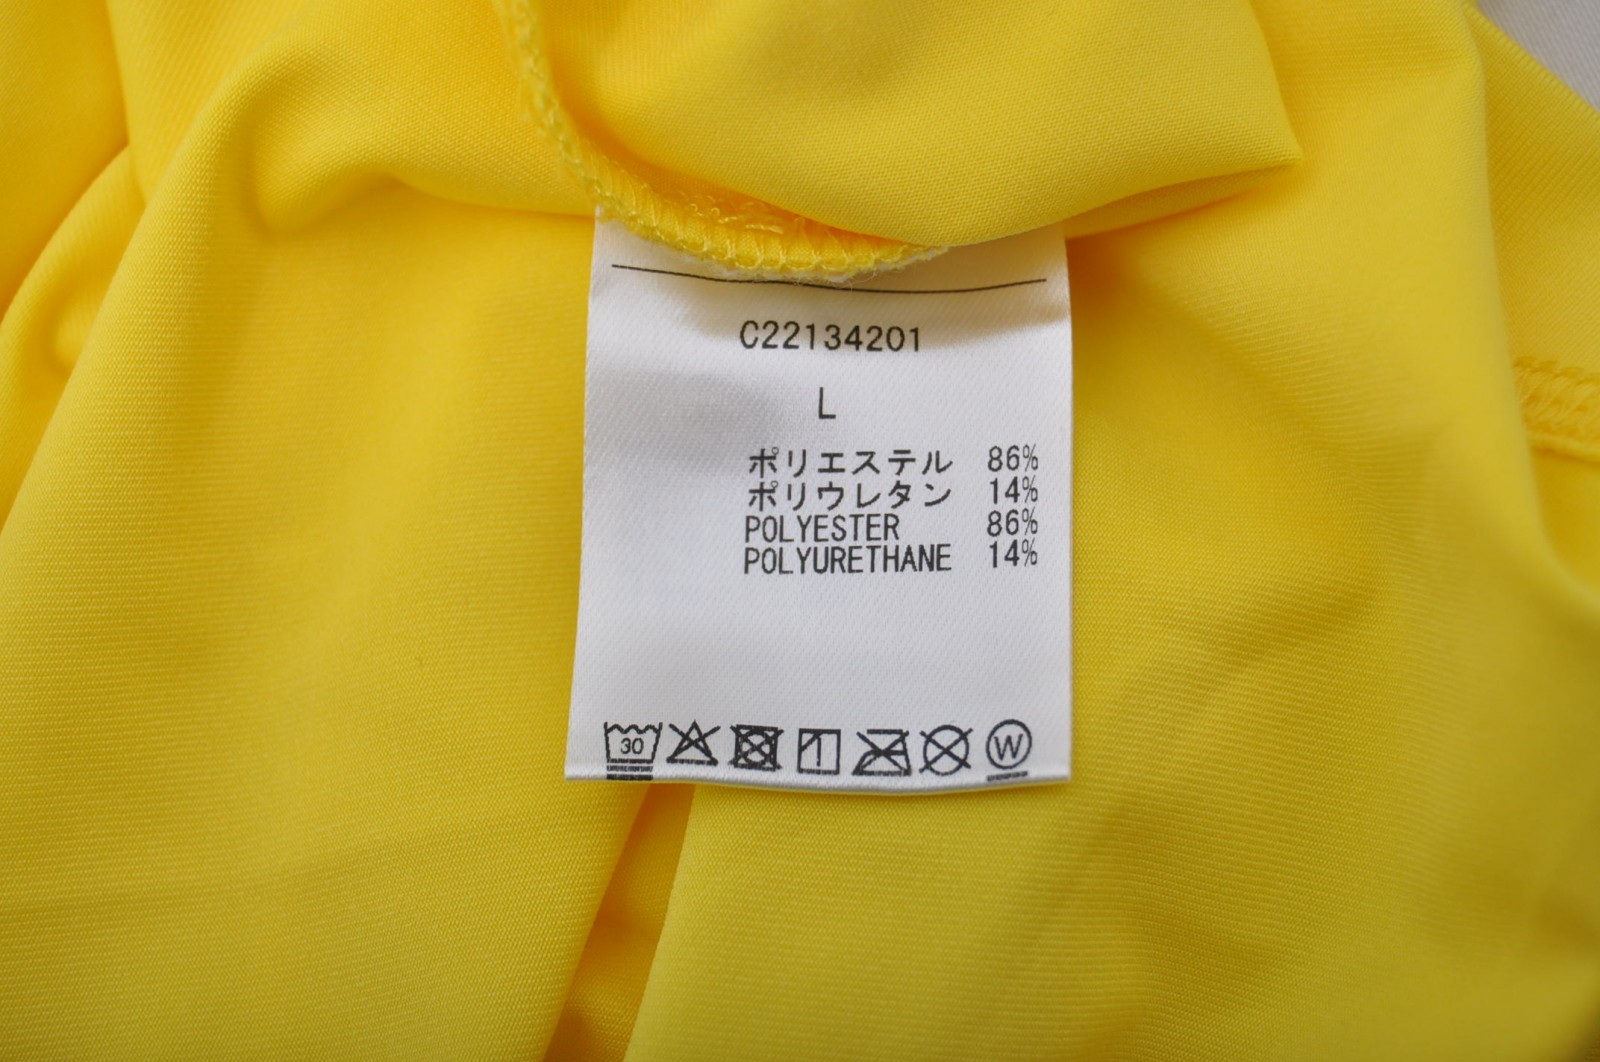 C22134201
L
ポリエステル 86%
ポリウレタン 14%
POLYESTER 86%
POLYURETHANE 14%
30
W